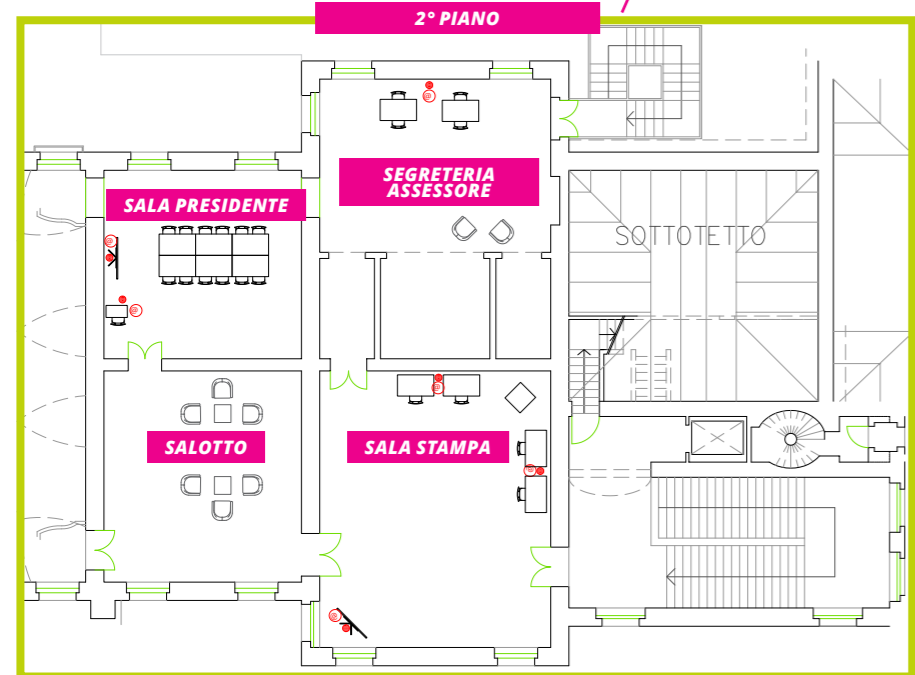 2° PIANO
SEGRETERIA
ASSESSORE
SALA PRESIDENTE
SOTTOTETTO
SALOTTO
SALA STAMPA